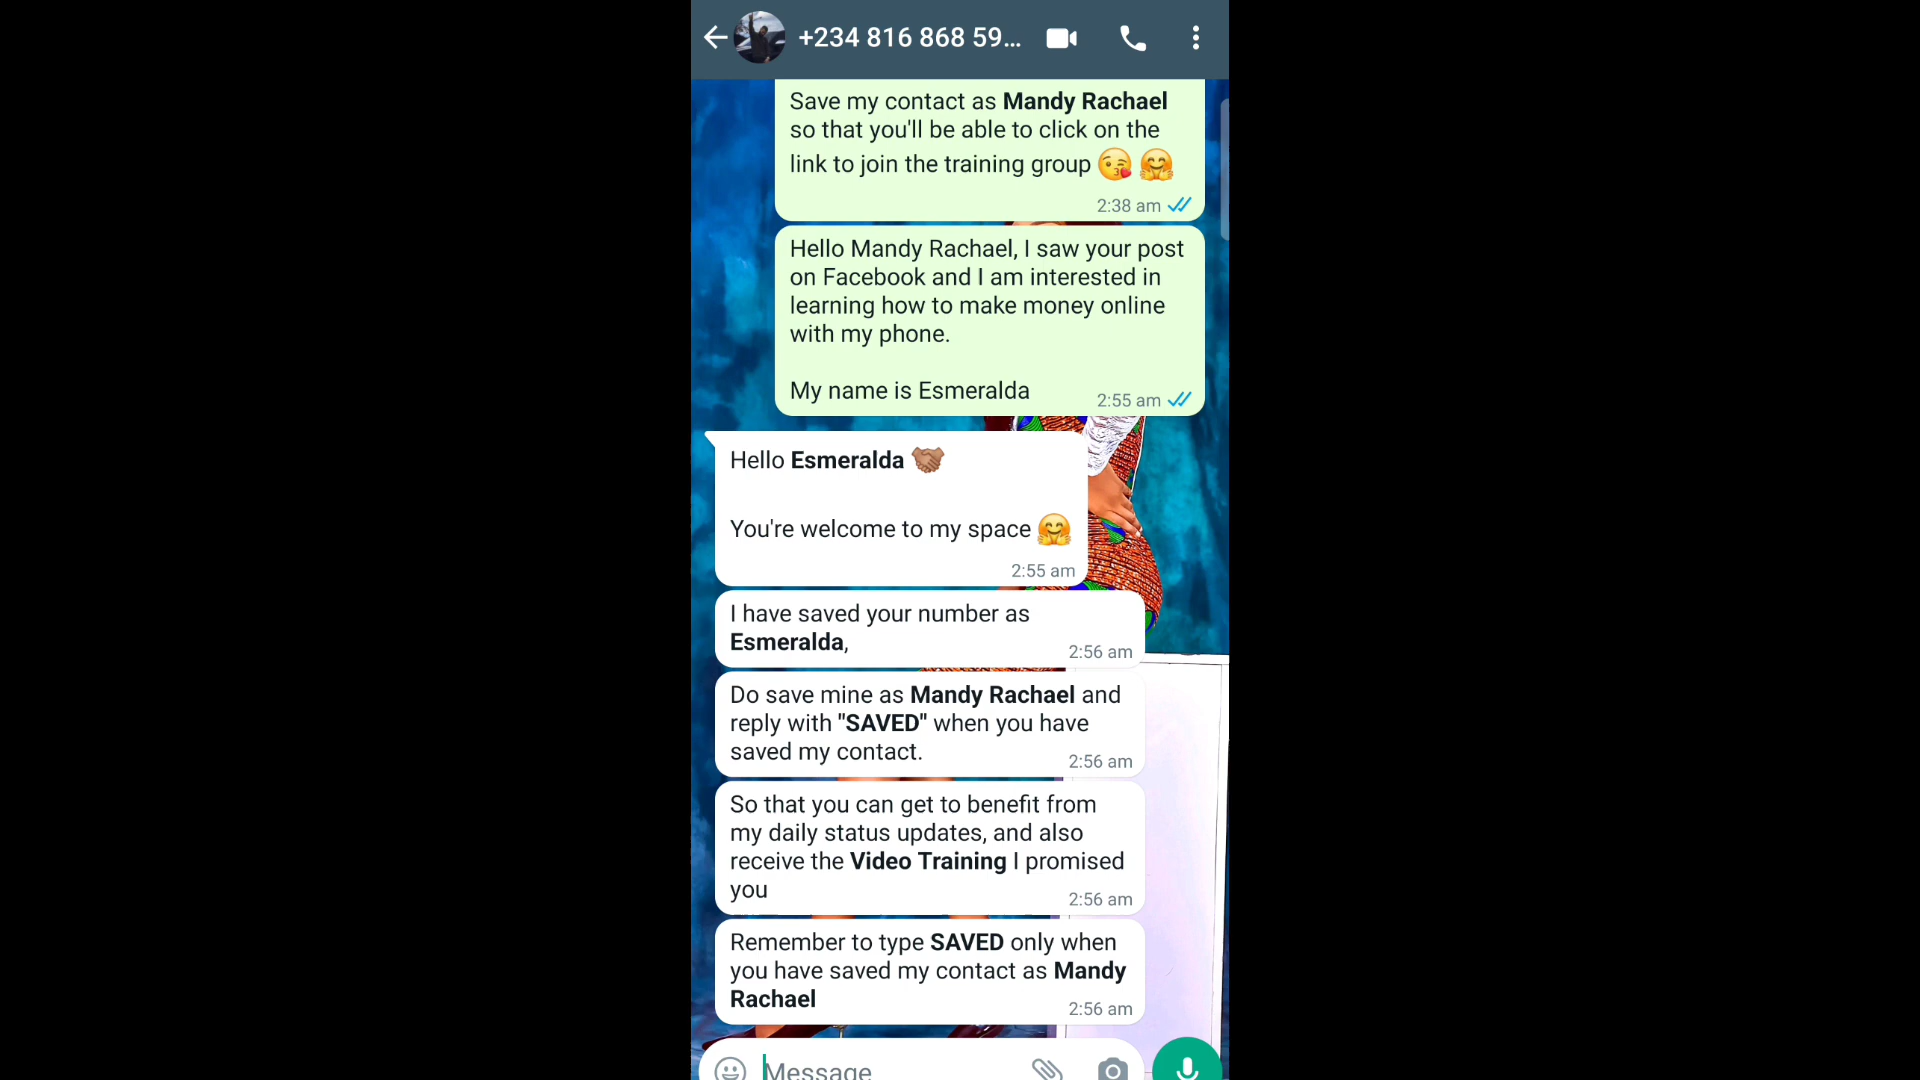 +234 816 868 59...
Save my contact as Mandy Rachael
so that you'll be able to click on the
link to join the training group 😘 🤗
2:38 am
Hello Mandy Rachael, I saw your post
on Facebook and I am interested in
learning how to make money online
with my phone.
My name is Esmeralda
2:55 am
Hello Esmeralda 🤝🏽
You're welcome to my space 🤗
2:55 am
I have saved your number as
Esmeralda,
2:56 am
Do save mine as Mandy Rachael and
reply with "SAVED" when you have
saved my contact.
2:56 am
So that you can get to benefit from
my daily status updates, and also
receive the Video Training I promised
you
2:56 am
Remember to type SAVED only when
you have saved my contact as Mandy
Rachael
2:56 am
Message